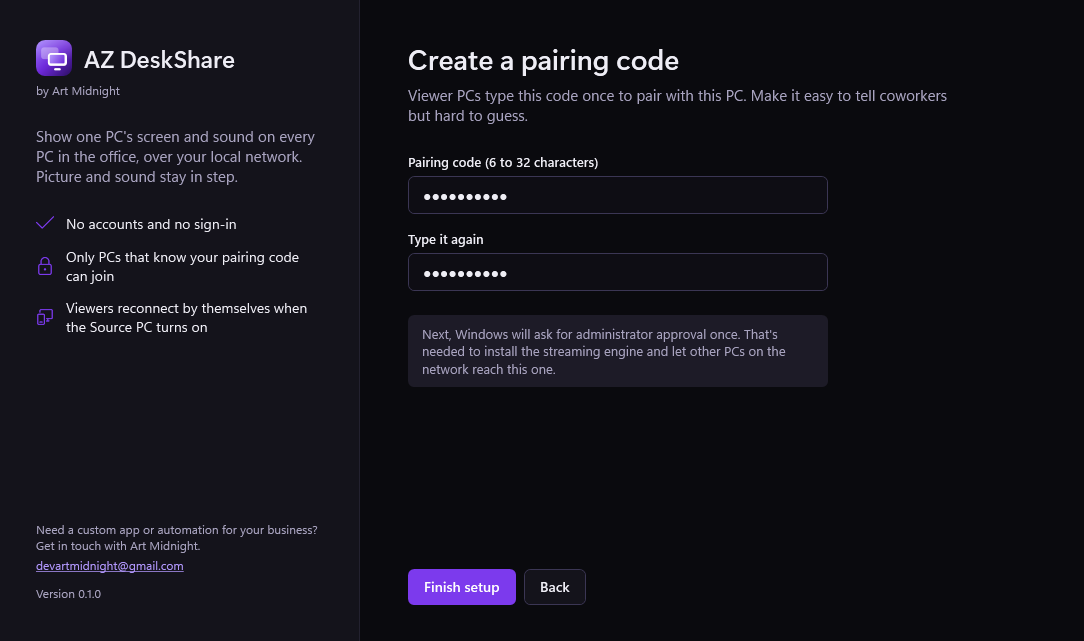 AZ DeskShare
by Art Midnight
Show one PC's screen and sound on every
PC in the office, over your local network.
Picture and sound stay in step.
No accounts and no sign-in
Only PCs that know your pairing code
can join
Viewers reconnect by themselves when
the Source PC turns on
Need a custom app or automation for your business?
Get in touch with Art Midnight.
devartmidnight@gmail.com
Version 0.1.0
Create a pairing code
Viewer PCs type this code once to pair with this PC. Make it easy to tell coworkers
but hard to guess.
Pairing code (6 to 32 characters)
●●●●●●●●●●
Type it again
●●●●●●●●●●
Next, Windows will ask for administrator approval once. That's
needed to install the streaming engine and let other PCs on the
network reach this one.
Finish setup
Back